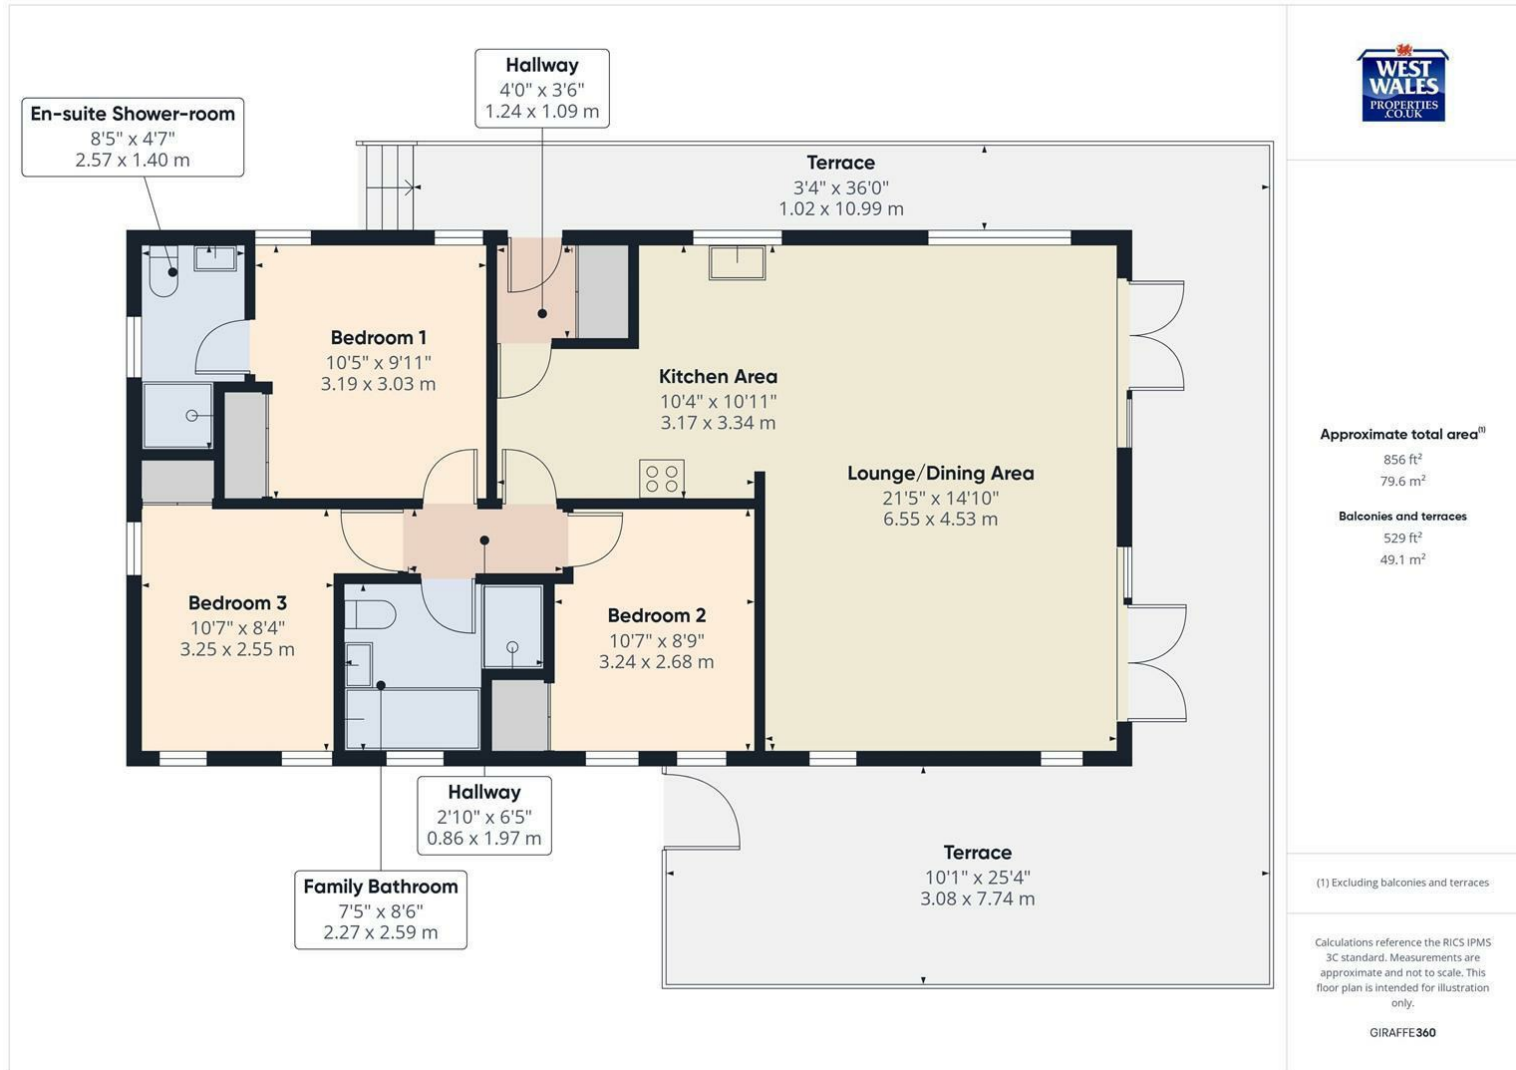 Hallway
4'0" x 3'6"
1.24 x 1.09 m
En-suite Shower-room
8'5" x 4'7"
2.57 x 1.40 m
Terrace
3'4" x 36'0"
1.02 x 10.99 m
Bedroom 1
10'5" x 9'11"
3.19 x 3.03 m
Kitchen Area
10'4" x 10'11"
3.17 x 3.34 m
Lounge/Dining Area
21'5" x 14'10"
6.55 x 4.53 m
Bedroom 3
10'7" x 8'4"
3.25 x 2.55 m
Bedroom 2
10'7" x 8'9"
3.24 x 2.68 m
Hallway
2'10" x 6'5"
0.86 x 1.97 m
Family Bathroom
7'5" x 8'6"
2.27 x 2.59 m
Terrace
10'1" x 25'4"
3.08 x 7.74 m
WEST
WALES
PROPERTIES
.CO.UK
Approximate total area(1)
856 ft²
79.6 m²
Balconies and terraces
529 ft²
49.1 m²
(1) Excluding balconies and terraces
Calculations reference the RICS IPMS
3C standard. Measurements are
approximate and not to scale. This
floor plan is intended for illustration
only.
GIRAFFE360